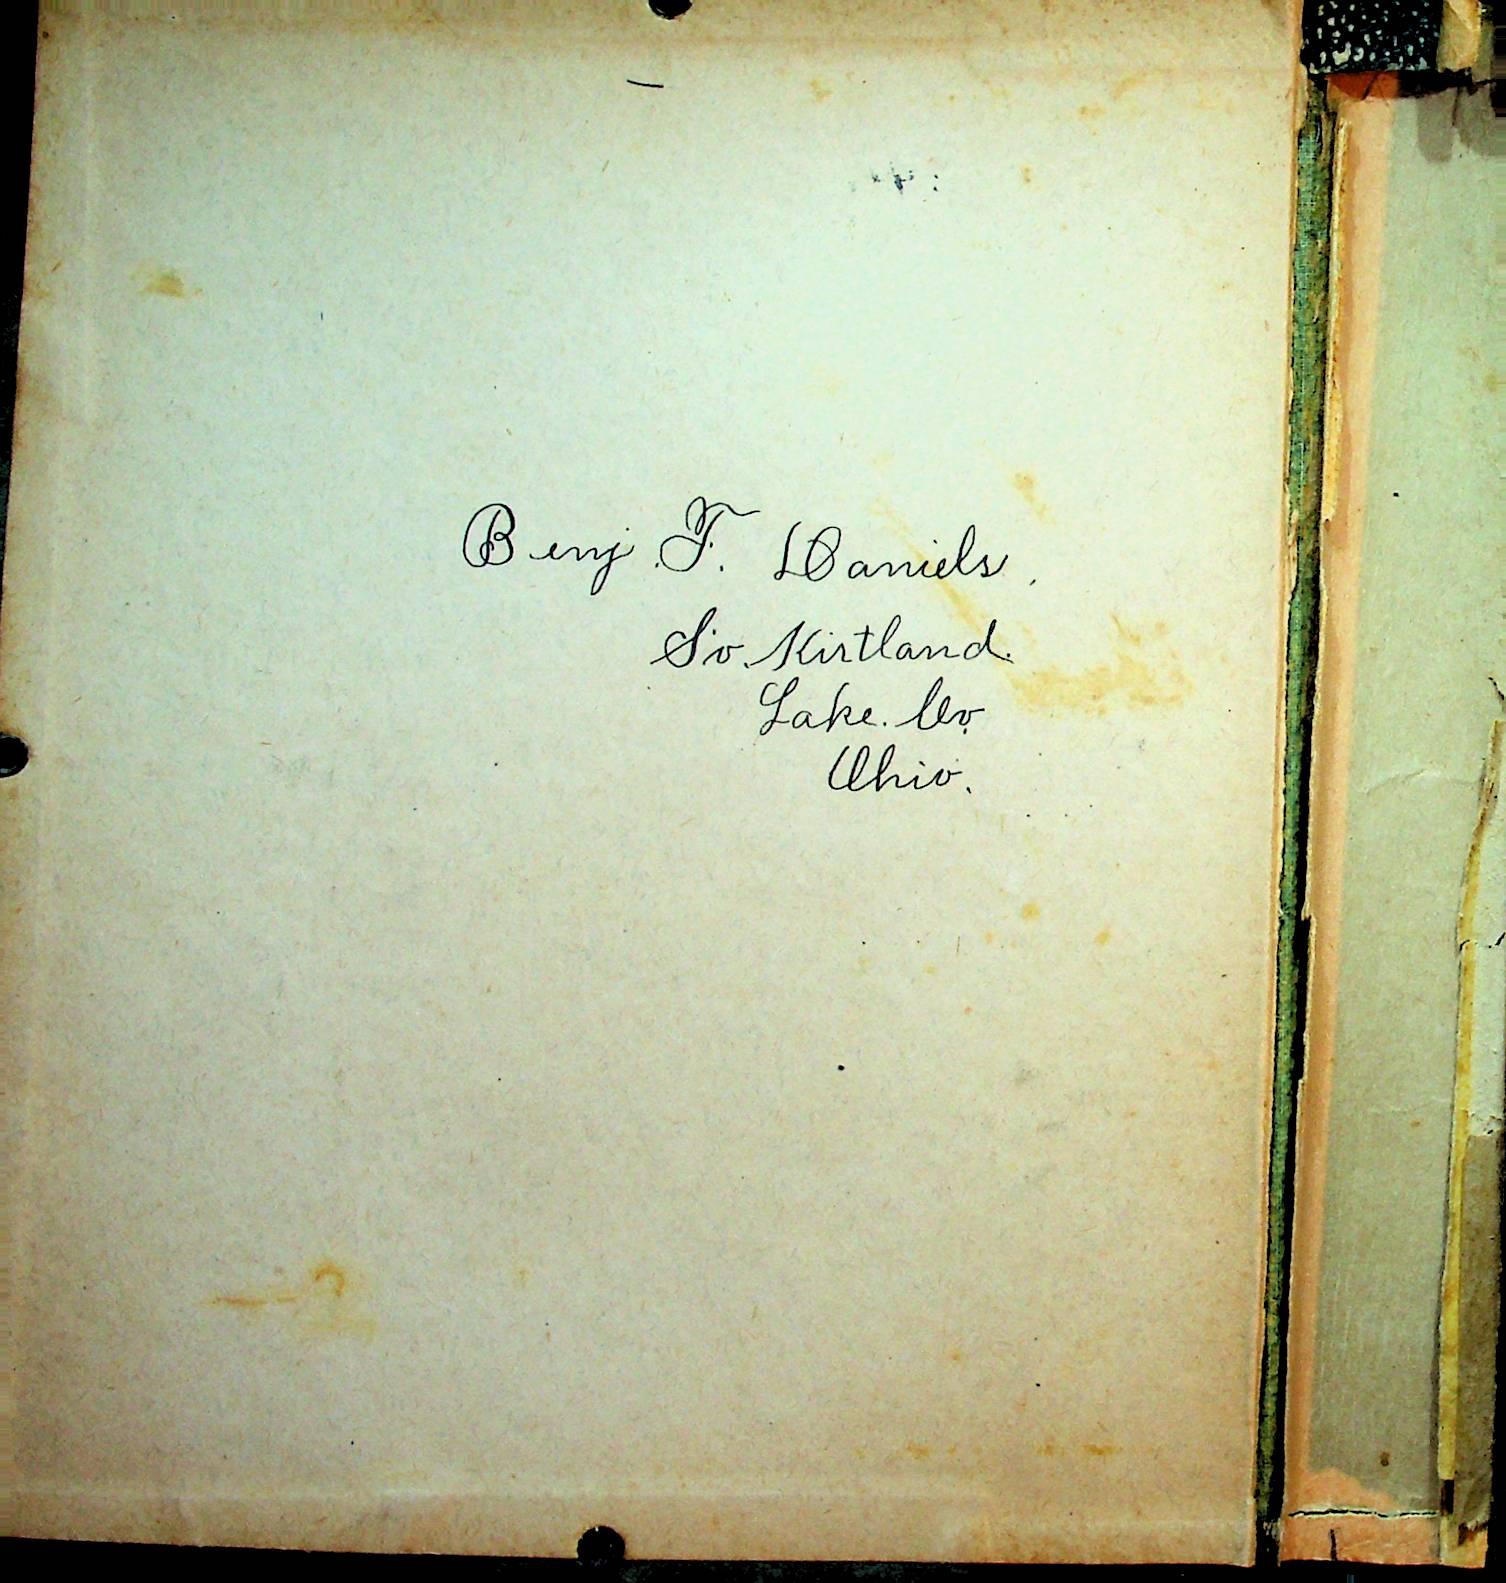 Benj. F. Daniels.
So. Kirtland.
Lake. Co.
Ohio.